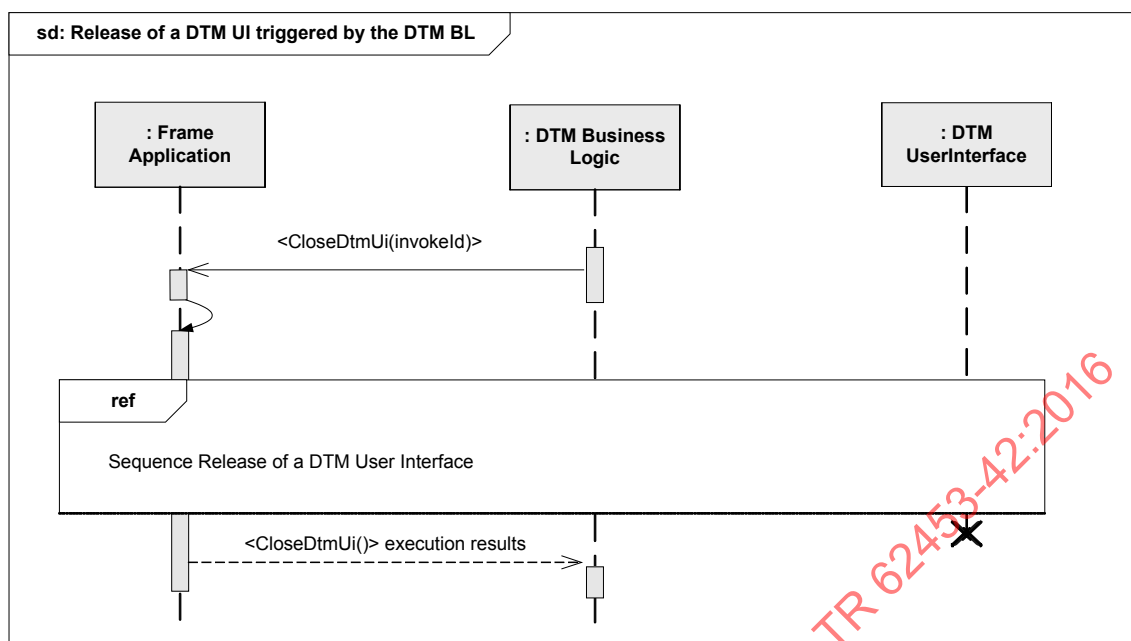 sd: Release of a DTM UI triggered by the DTM BL
: Frame
Application
: DTM Business
Logic
: DTM
UserInterface
<CloseDtmUi(invokeId)>
ref
Sequence Release of a DTM User Interface
<CloseDtmUi()> execution results
TR 62453-42:2016